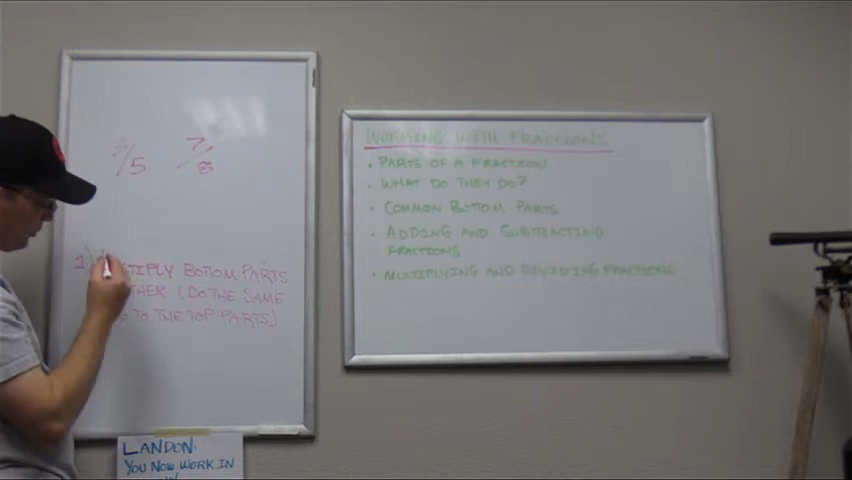 3/5 7/8
1) TIPLY BOTTOM PARTS
THER (DO THE SAME
TO THE TOP PARTS)
WORKING WITH FRACTIONS
• PARTS OF A FRACTION
• WHAT DO THEY DO?
• COMMON BOTTOM PARTS
• ADDING AND SUBTRACTING
FRACTIONS
• MULTIPLYING AND DIVIDING FRACTIONS
LANDON:
YOU NOW WORK IN